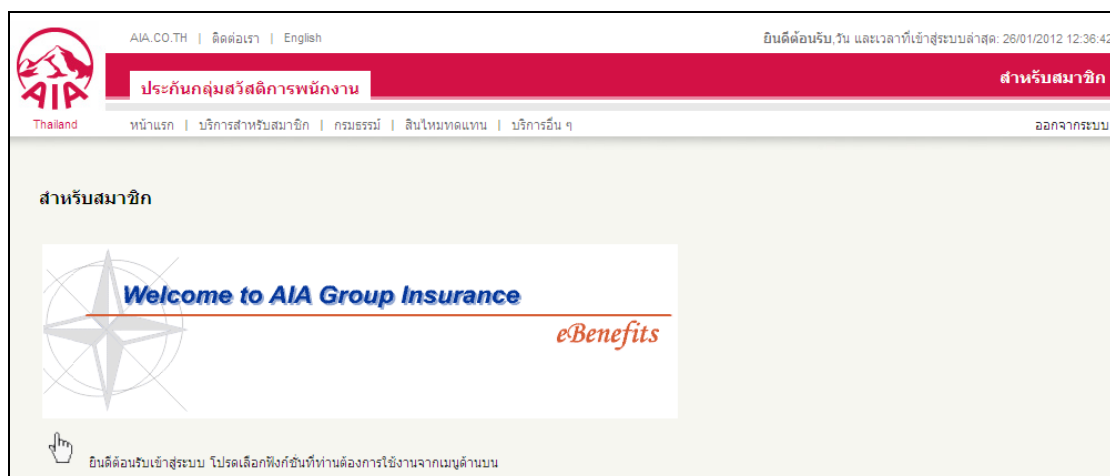 AIA.CO.TH | ติดต่อเรา | English
ยินดีต้อนรับ,วัน และเวลาที่เข้าสู่ระบบล่าสุด: 26/01/2012 12:36:42
AIA
Thailand
ประกันกลุ่มสวัสดิการพนักงาน
สำหรับสมาชิก
หน้าแรก | บริการสำหรับสมาชิก | กรมธรรม์ | สินไหมทดแทน | บริการอื่น ๆ
ออกจากระบบ
สำหรับสมาชิก
Welcome to AIA Group Insurance
eBenefits
ยินดีต้อนรับเข้าสู่ระบบ โปรดเลือกฟังก์ชั่นที่ท่านต้องการใช้งานจากเมนูด้านบน